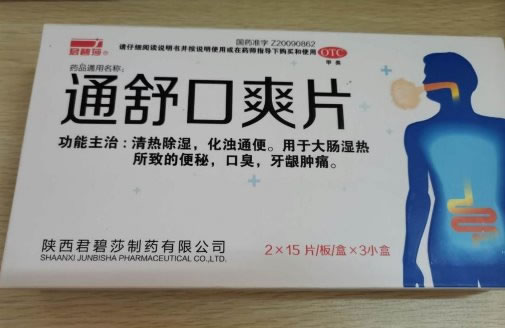 国药准字 Z20090862
君碧莎
请仔细阅读说明书并按说明使用或在药师指导下购买和使用
OTC
甲类
药品通用名称:
通舒口爽片
功能主治:清热除湿,化浊通便。用于大肠湿热
所致的便秘,口臭,牙龈肿痛。
陕西君碧莎制药有限公司
SHAANXI JUNBISHA PHARMACEUTICAL CO.,LTD.
2×15 片/板/盒×3小盒